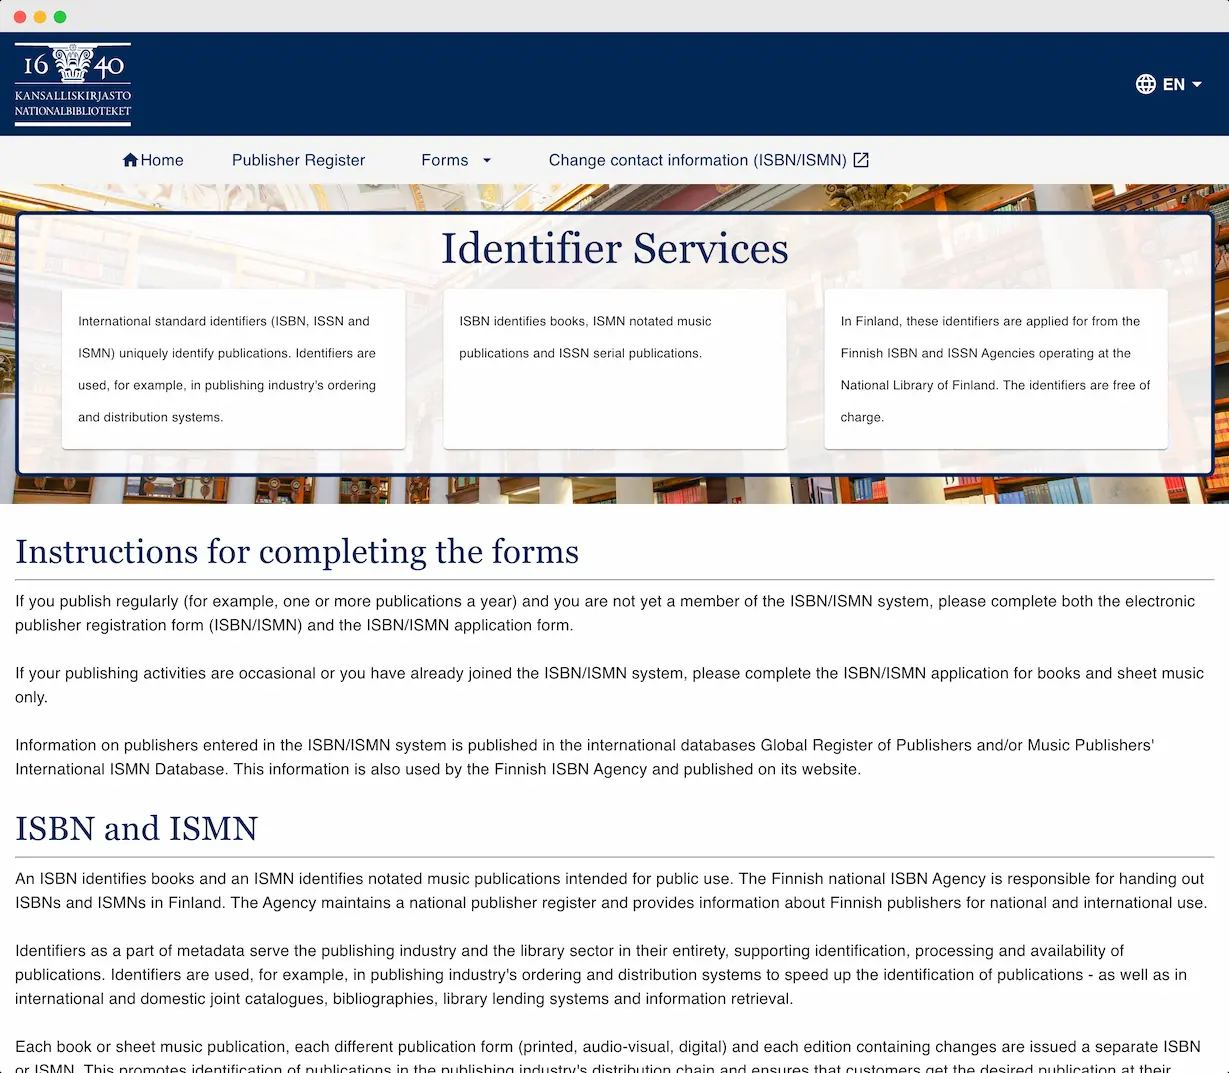 16 40
KANSALLISKIRJASTO
NATIONALBIBLIOTEKET
EN
Home
Publisher Register
Forms
Change contact information (ISBN/ISMN)
Identifier Services
International standard identifiers (ISBN, ISSN and
ISMN) uniquely identify publications. Identifiers are
used, for example, in publishing industry's ordering
and distribution systems.
ISBN identifies books, ISMN notated music
publications and ISSN serial publications.
In Finland, these identifiers are applied for from the
Finnish ISBN and ISSN Agencies operating at the
National Library of Finland. The identifiers are free of
charge.
Instructions for completing the forms
If you publish regularly (for example, one or more publications a year) and you are not yet a member of the ISBN/ISMN system, please complete both the electronic
publisher registration form (ISBN/ISMN) and the ISBN/ISMN application form.
If your publishing activities are occasional or you have already joined the ISBN/ISMN system, please complete the ISBN/ISMN application for books and sheet music
only.
Information on publishers entered in the ISBN/ISMN system is published in the international databases Global Register of Publishers and/or Music Publishers'
International ISMN Database. This information is also used by the Finnish ISBN Agency and published on its website.
ISBN and ISMN
An ISBN identifies books and an ISMN identifies notated music publications intended for public use. The Finnish national ISBN Agency is responsible for handing out
ISBNs and ISMNs in Finland. The Agency maintains a national publisher register and provides information about Finnish publishers for national and international use.
Identifiers as a part of metadata serve the publishing industry and the library sector in their entirety, supporting identification, processing and availability of
publications. Identifiers are used, for example, in publishing industry's ordering and distribution systems to speed up the identification of publications - as well as in
international and domestic joint catalogues, bibliographies, library lending systems and information retrieval.
Each book or sheet music publication, each different publication form (printed, audio-visual, digital) and each edition containing changes are issued a separate ISBN
or ISMN. This promotes identification of publications in the publishing industry's distribution chain and ensures that customers get the desired publication at their